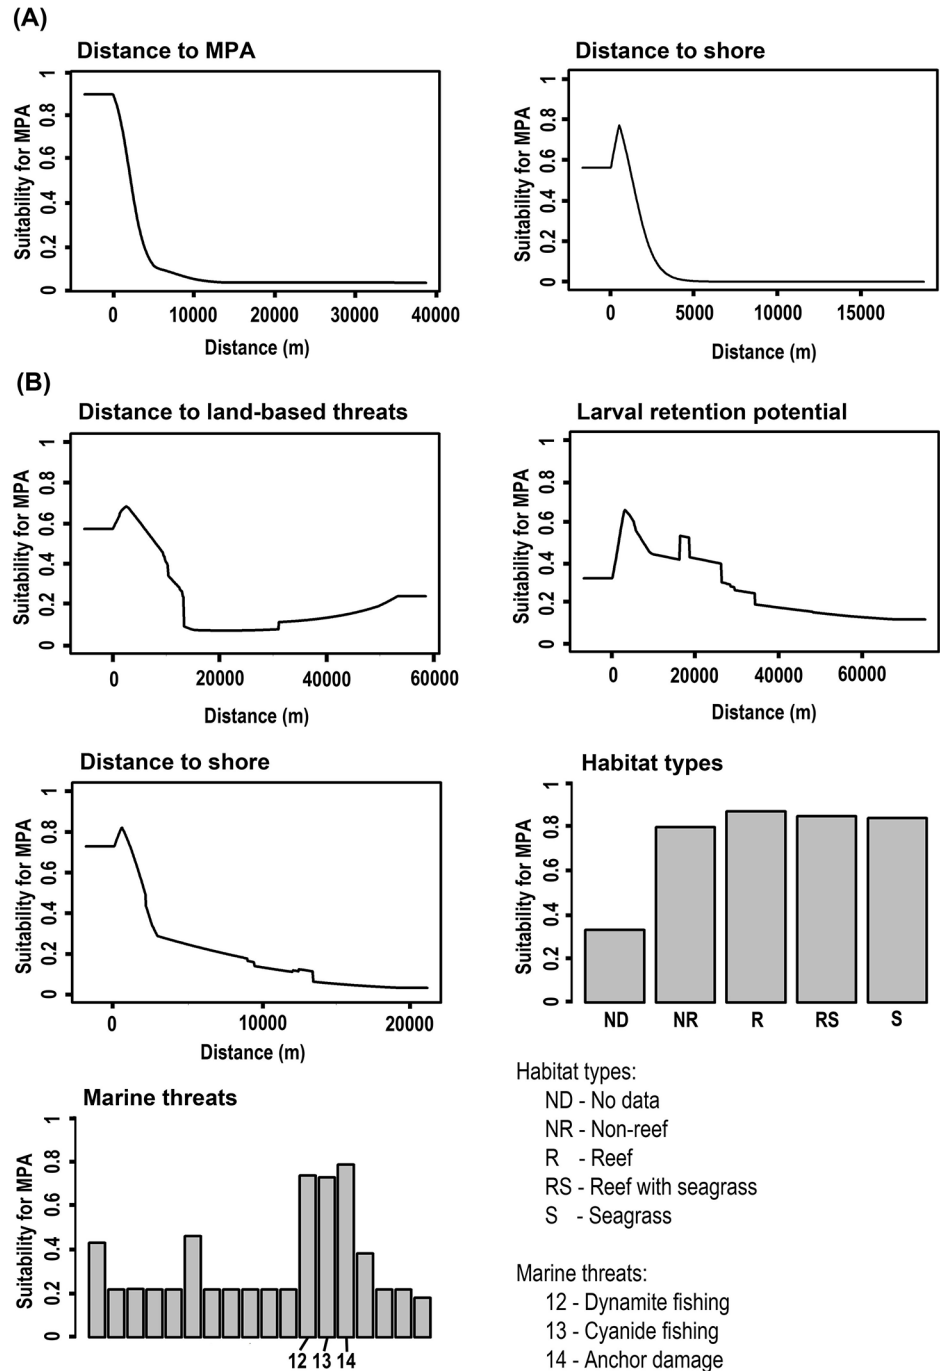 (A)
Distance to MPA
Suitability for MPA
0 0.2 0.4 0.6 0.8 1
0 10000 20000 30000 40000
Distance (m)
Distance to shore
Suitability for MPA
0 0.2 0.4 0.6 0.8 1
0 5000 10000 15000
Distance (m)
(B)
Distance to land-based threats
Suitability for MPA
0 0.2 0.4 0.6 0.8 1
0 20000 40000 60000
Distance (m)
Larval retention potential
Suitability for MPA
0 0.2 0.4 0.6 0.8 1
0 20000 40000 60000
Distance (m)
Distance to shore
Suitability for MPA
0 0.2 0.4 0.6 0.8 1
0 10000 20000
Distance (m)
Habitat types
Suitability for MPA
0 0.2 0.4 0.6 0.8 1
ND NR R RS S
Marine threats
Suitability for MPA
0 0.2 0.4 0.6 0.8 1
12 13 14
Habitat types:
ND - No data
NR - Non-reef
R - Reef
RS - Reef with seagrass
S - Seagrass
Marine threats:
12 - Dynamite fishing
13 - Cyanide fishing
14 - Anchor damage